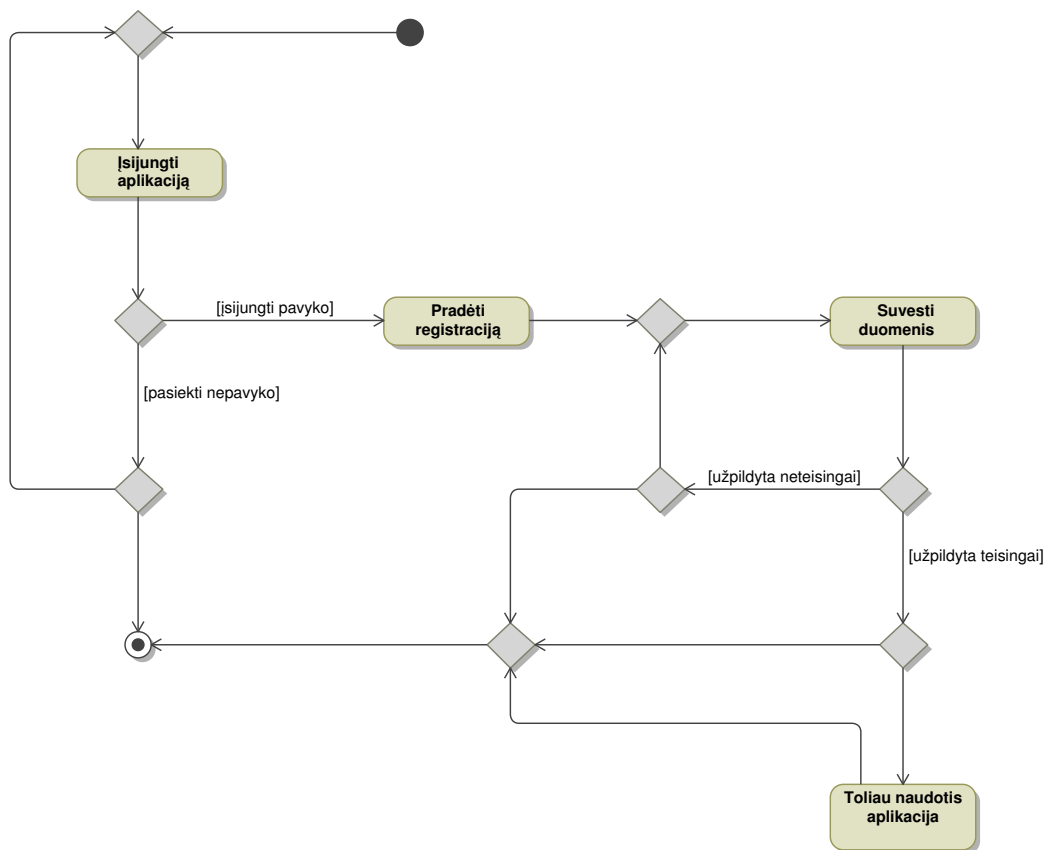 Įsijungti
aplikaciją
[įsijungti pavyko]
Pradėti
registraciją
Suvesti
duomenis
[pasiekti nepavyko]
[užpildyta neteisingai]
[užpildyta teisingai]
Toliau naudotis
aplikacija